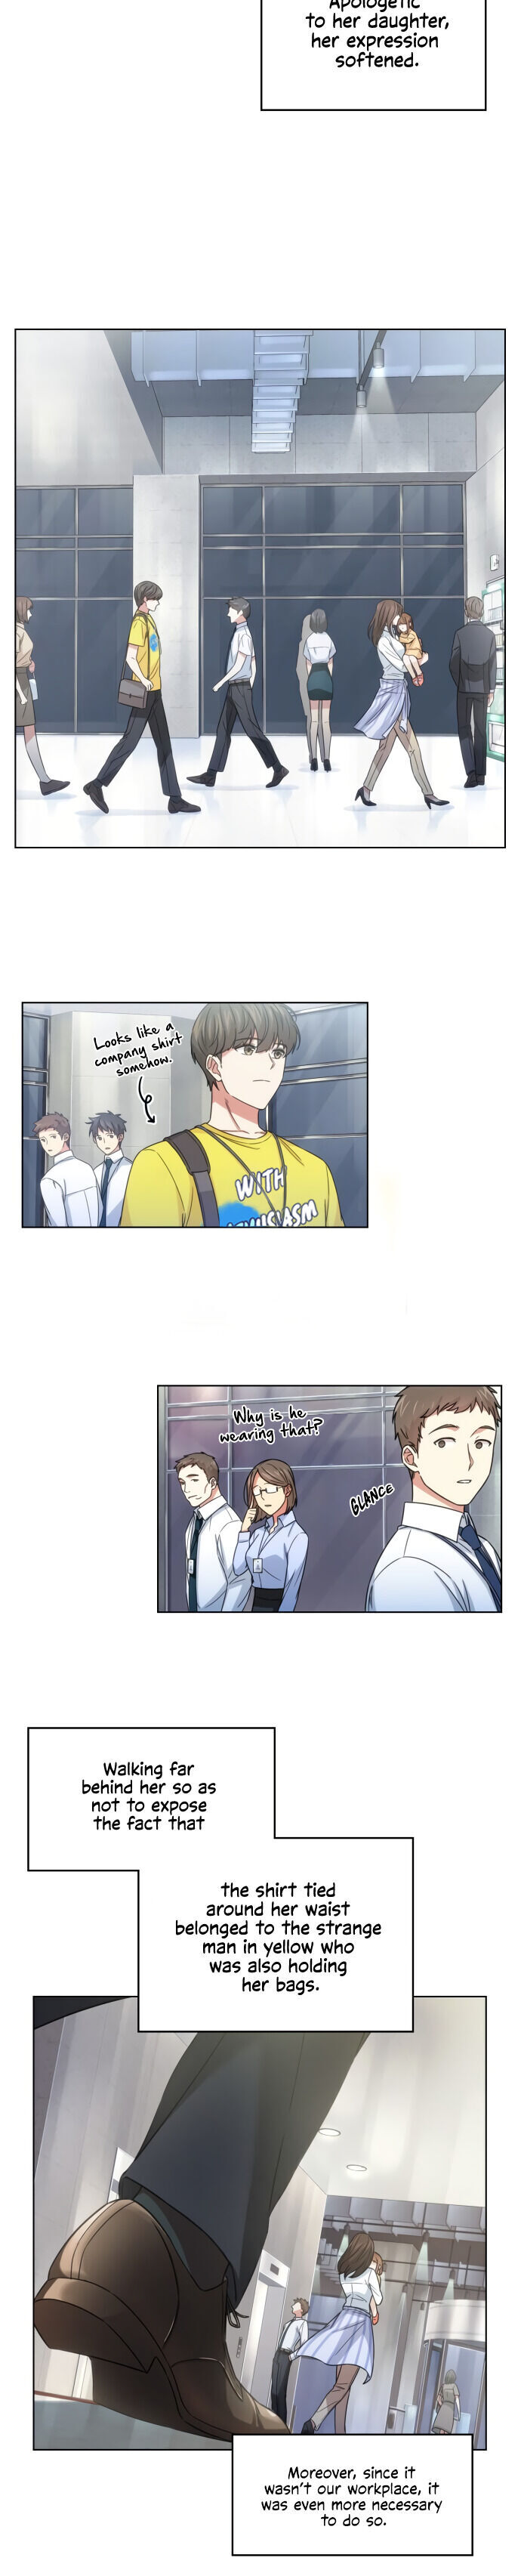 Apologetic
to her daughter,
her expression
softened.
Looks like a
company shirt
somehow.
WITH
Why is he
wearing that?
GLANCE
Walking far
behind her so as
not to expose
the fact that
the shirt tied
around her waist
belonged to the strange
man in yellow who
was also holding
her bags.
Moreover, since it
wasn't our workplace, it
was even more necessary
to do so.